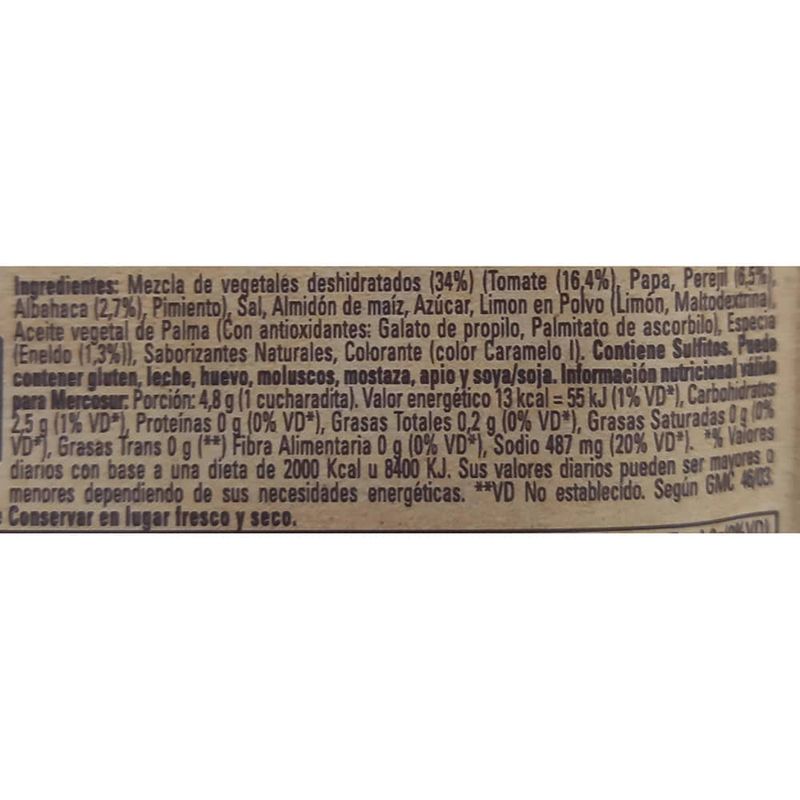 Ingredientes: Mezcla de vegetales deshidratados (34%) (Tomate (16,4%), Papa, Perejil (6,5%),
Albahaca (2,7%), Pimiento), Sal, Almidón de maíz, Azúcar, Limon en Polvo (Limón, Maltodextrina),
Aceite vegetal de Palma (Con antioxidantes: Galato de propilo, Palmitato de ascorbilo), Especia
(Eneldo (1,3%)), Saborizantes Naturales, Colorante (color Caramelo I). Contiene Sulfitos. Puede
contener gluten, leche, huevo, moluscos, mostaza, apio y soya/soja. Información nutricional válida
para Mercosur: Porción: 4,8 g (1 cucharadita). Valor energético 13 kcal = 55 kJ (1% VD*), Carbohidratos
2,5 g (1% VD*), Proteínas 0 g (0% VD*), Grasas Totales 0,2 g (0% VD*), Grasas Saturadas 0 g (0%
VD*), Grasas Trans 0 g (**) Fibra Alimentaria 0 g (0% VD*), Sodio 487 mg (20% VD*). *% Valores
diarios con base a una dieta de 2000 Kcal u 8400 KJ. Sus valores diarios pueden ser mayores o
menores dependiendo de sus necesidades energéticas. **VD No establecido. Según GMC 46/03.
Conservar en lugar fresco y seco.
(0% VD)